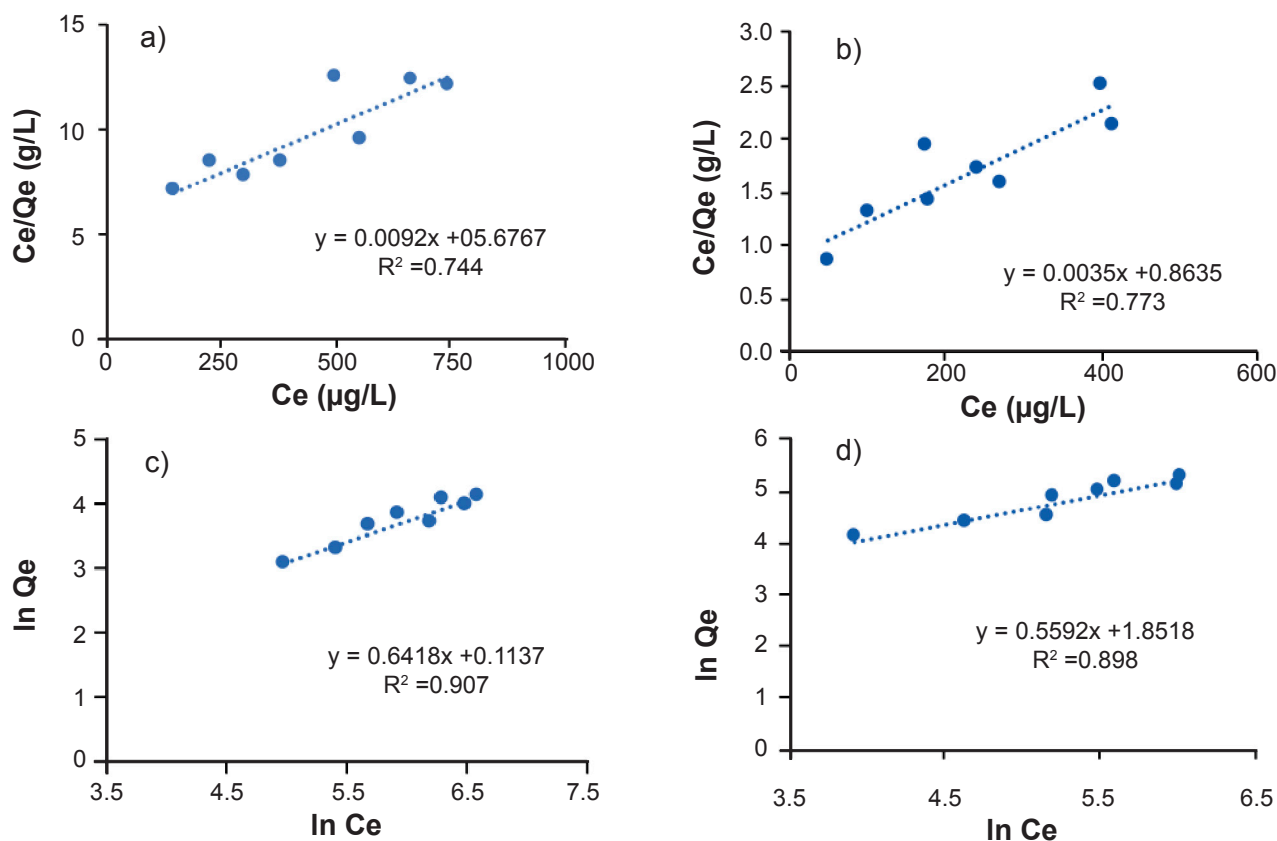 a)
15
10
5
0
Ce/Qe (g/L)
y = 0.0092x +05.6767
R² =0.744
0 250 500 750 1000
Ce (µg/L)
b)
3.0
2.5
2.0
1.5
1.0
0.5
0.0
Ce/Qe (g/L)
y = 0.0035x +0.8635
R² =0.773
0 200 400 600
Ce (µg/L)
c)
5
4
3
2
1
0
ln Qe
y = 0.6418x +0.1137
R² =0.907
3.5 4.5 5.5 6.5 7.5
ln Ce
d)
6
5
4
3
2
1
0
ln Qe
y = 0.5592x +1.8518
R² =0.898
3.5 4.5 5.5 6.5
ln Ce